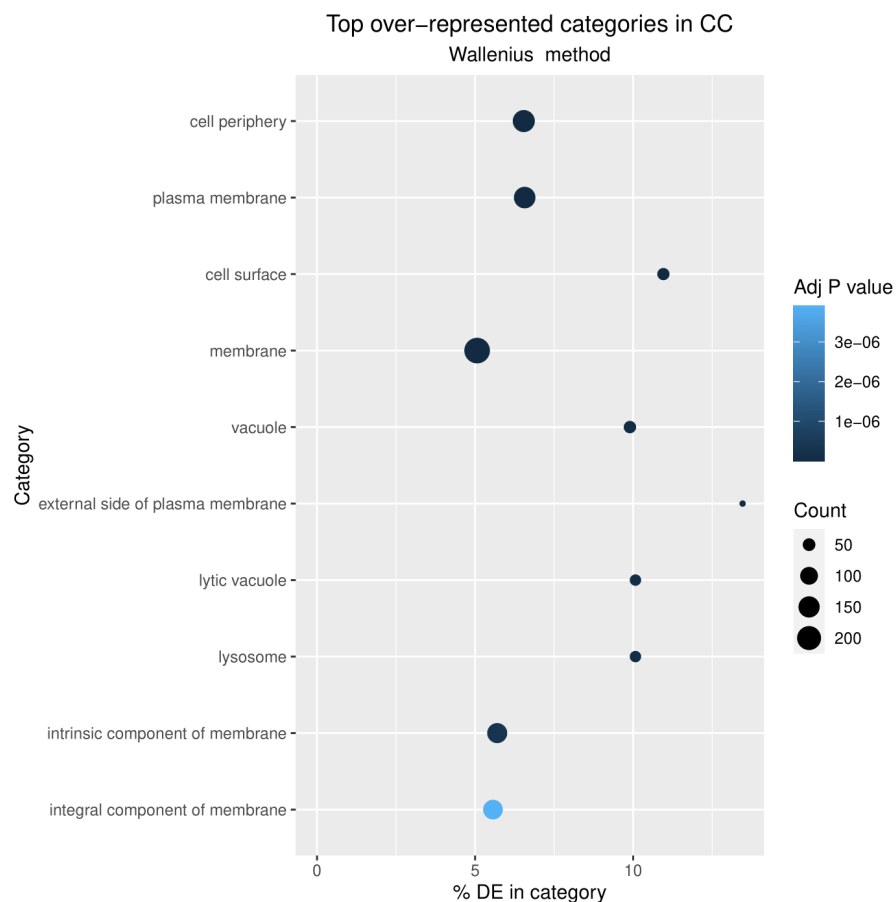 Top over−represented categories in CC
Wallenius  method
Category
cell periphery
plasma membrane
cell surface
membrane
vacuole
external side of plasma membrane
lytic vacuole
lysosome
intrinsic component of membrane
integral component of membrane
0 5 10
% DE in category
Adj P value
3e−06
2e−06
1e−06
Count
50
100
150
200